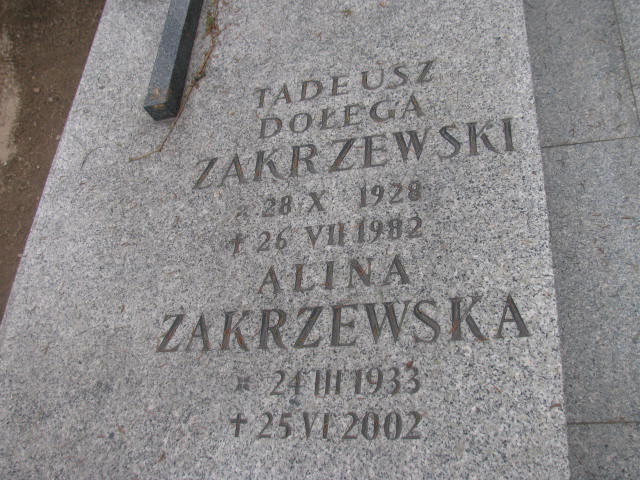 TADEUSZ
DOŁĘGA
ZAKRZEWSKI
* 28 X 1928
+ 26 VII 1982
ALINA
ZAKRZEWSKA
* 24 III 1933
+ 25 VI 2002